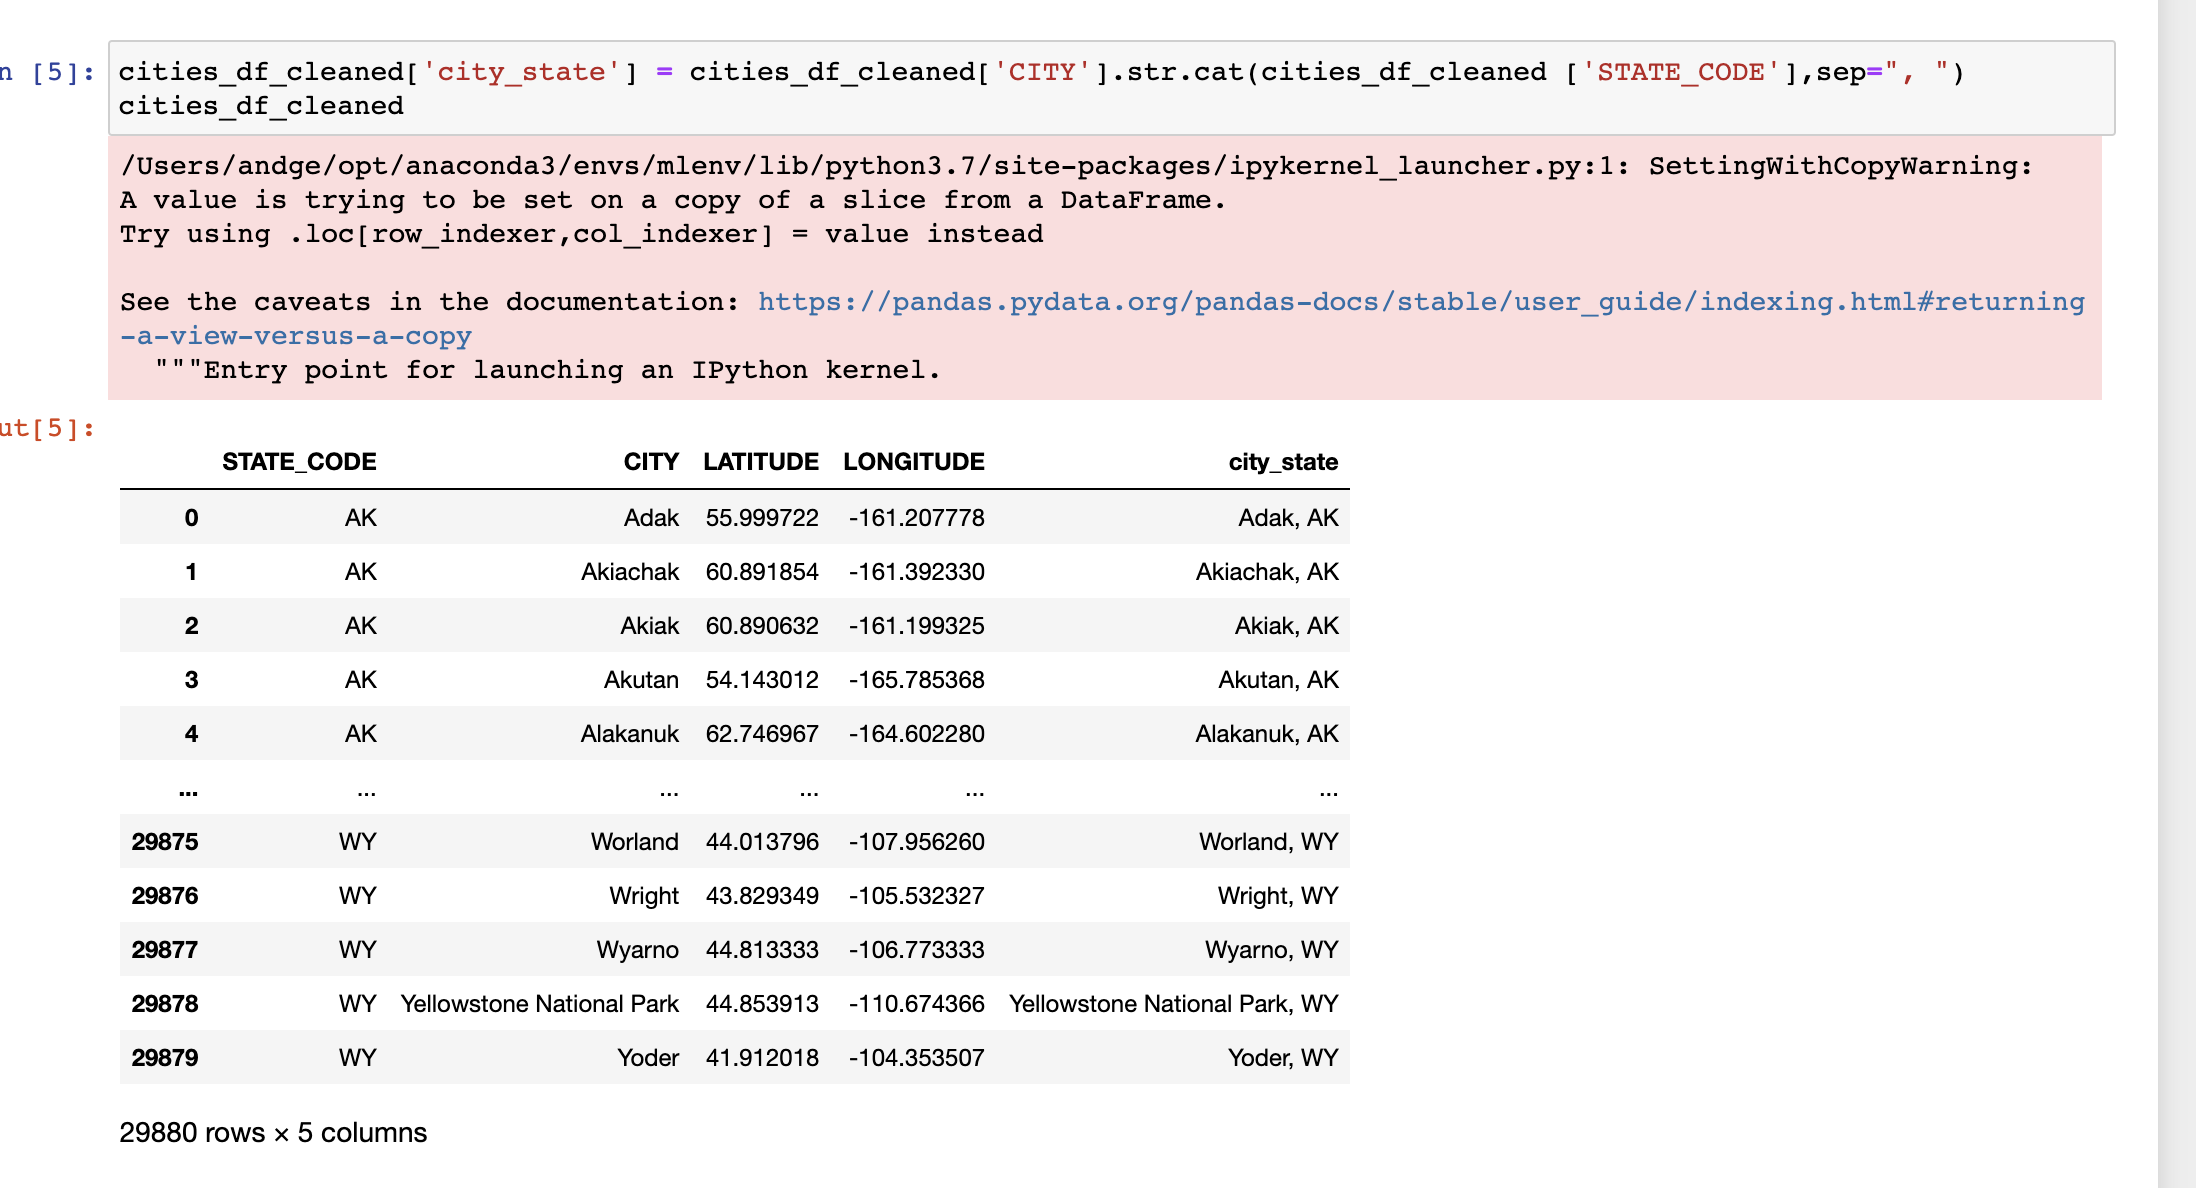 n [5]: cities_df_cleaned['city_state'] = cities_df_cleaned['CITY'].str.cat(cities_df_cleaned ['STATE_CODE'],sep=", ")
cities_df_cleaned
/Users/andge/opt/anaconda3/envs/mlenv/lib/python3.7/site-packages/ipykernel_launcher.py:1: SettingWithCopyWarning:
A value is trying to be set on a copy of a slice from a DataFrame.
Try using .loc[row_indexer,col_indexer] = value instead
See the caveats in the documentation: https://pandas.pydata.org/pandas-docs/stable/user_guide/indexing.html#returning
-a-view-versus-a-copy
"""Entry point for launching an IPython kernel.
ut[5]:
STATE_CODE CITY LATITUDE LONGITUDE city_state
0 AK Adak 55.999722 -161.207778 Adak, AK
1 AK Akiachak 60.891854 -161.392330 Akiachak, AK
2 AK Akiak 60.890632 -161.199325 Akiak, AK
3 AK Akutan 54.143012 -165.785368 Akutan, AK
4 AK Alakanuk 62.746967 -164.602280 Alakanuk, AK
... ... ... ... ... ...
29875 WY Worland 44.013796 -107.956260 Worland, WY
29876 WY Wright 43.829349 -105.532327 Wright, WY
29877 WY Wyarno 44.813333 -106.773333 Wyarno, WY
29878 WY Yellowstone National Park 44.853913 -110.674366 Yellowstone National Park, WY
29879 WY Yoder 41.912018 -104.353507 Yoder, WY
29880 rows × 5 columns